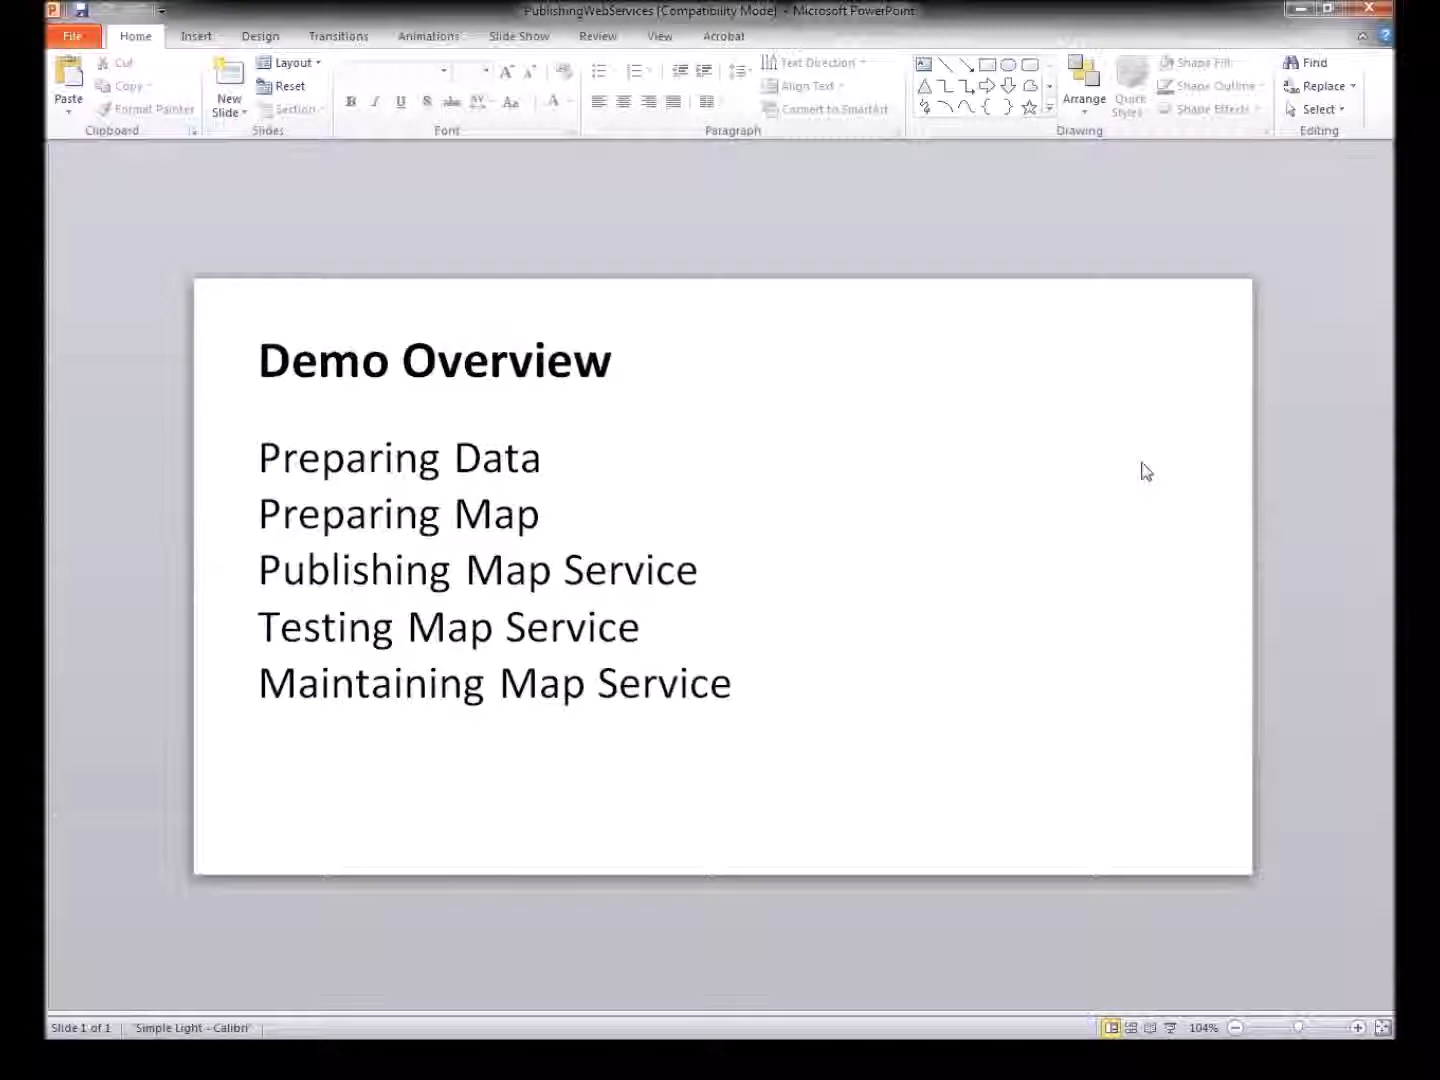 PublishingWebServices [Compatibility Mode] - Microsoft PowerPoint
File Home Insert Design Transitions Animations Slide Show Review View Acrobat
Cut Layout Text Direction Shape Fill Find
Copy Reset Align Text Shape Outline Replace
Paste New Slide Arrange Quick Styles
Format Painter Section Convert to SmartArt Shape Effects Select
Clipboard Slides Font Paragraph Drawing Editing
Demo Overview
Preparing Data
Preparing Map
Publishing Map Service
Testing Map Service
Maintaining Map Service
Slide 1 of 1 "Simple Light - Calibri" 104%